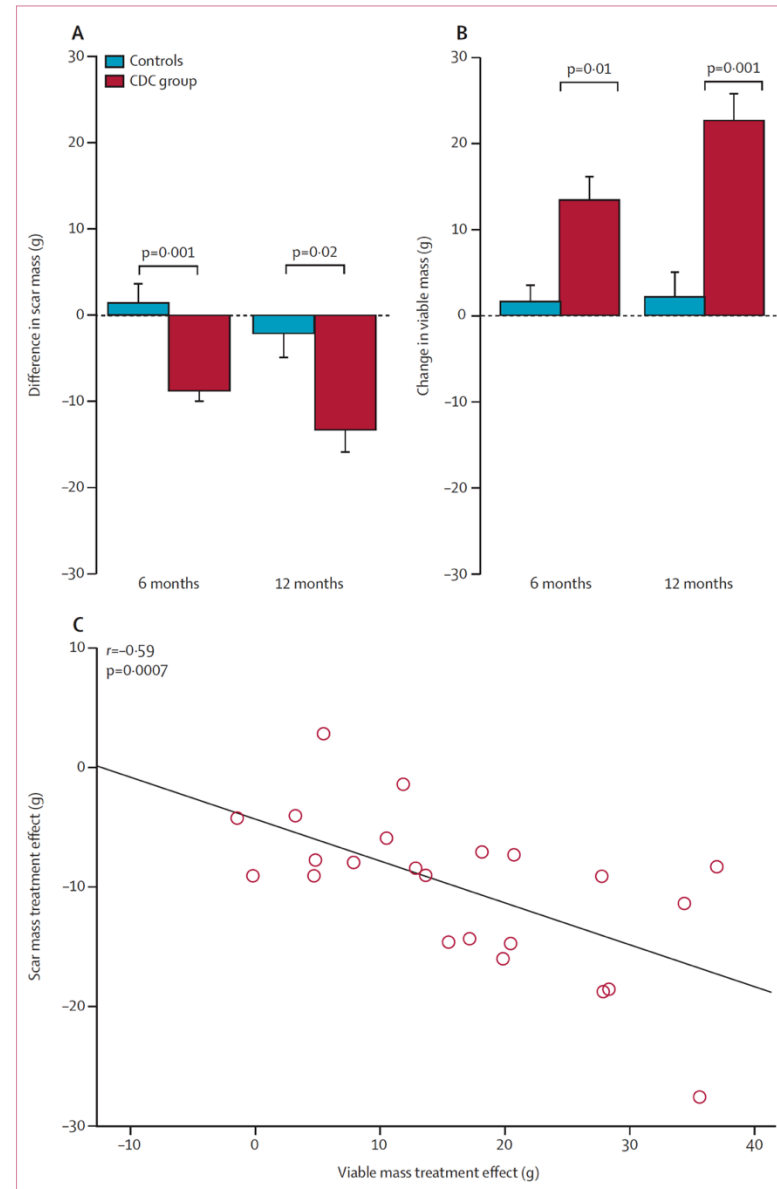 A
Controls
CDC group
30
20
10
0
–10
–20
–30
Difference in scar mass (g)
p=0·001
p=0·02
6 months
12 months
B
30
20
10
0
–10
–20
–30
Change in viable mass (g)
p=0·01
p=0·001
6 months
12 months
C
r=–0·59
p=0·0007
10
0
–10
–20
–30
Scar mass treatment effect (g)
–10
0
10
20
30
40
Viable mass treatment effect (g)